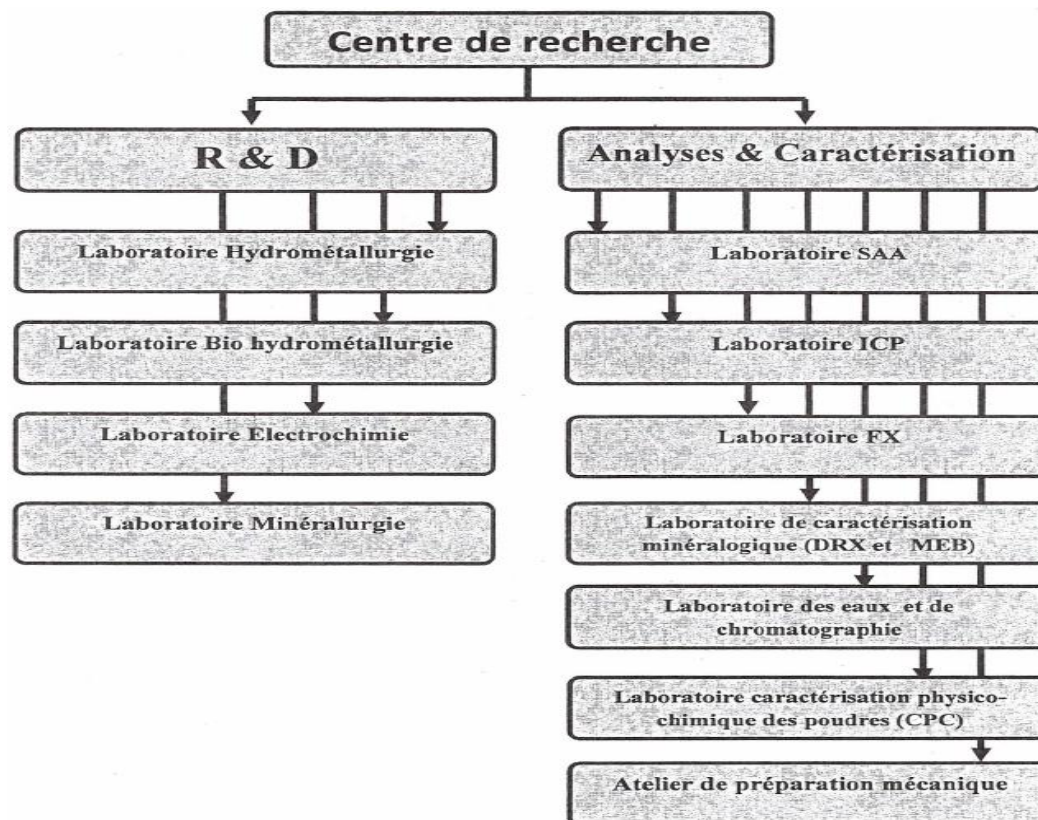 Centre de recherche
R & D
Laboratoire Hydrométallurgie
Laboratoire Bio hydrométallurgie
Laboratoire Electrochimie
Laboratoire Minéralurgie
Analyses & Caractérisation
Laboratoire SAA
Laboratoire ICP
Laboratoire FX
Laboratoire de caractérisation
minéralogique (DRX et MEB)
Laboratoire des eaux et de
chromatographie
Laboratoire caractérisation physico-
chimique des poudres (CPC)
Atelier de préparation mécanique